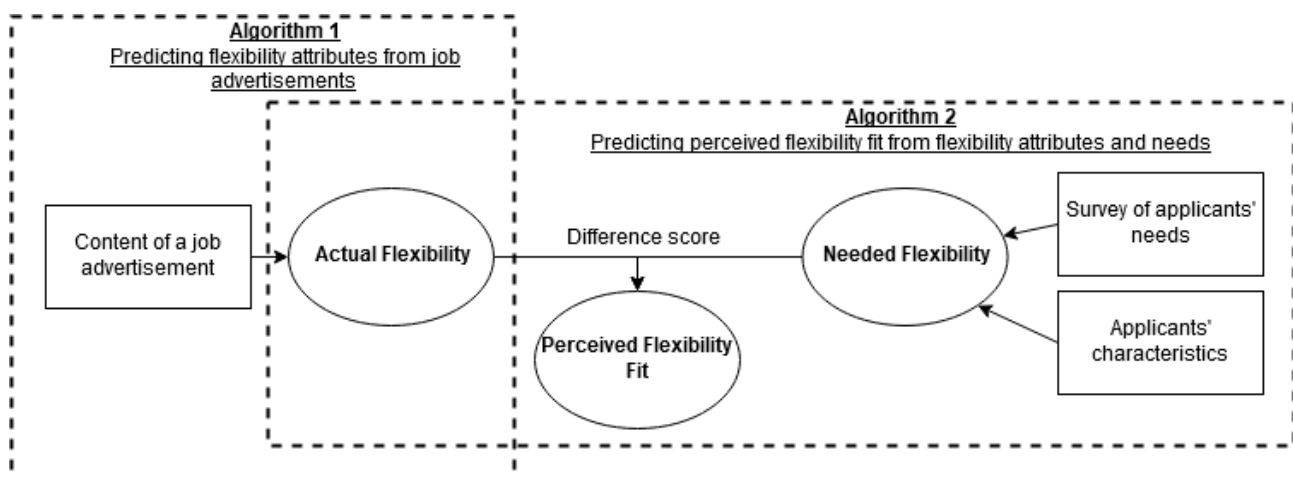 Algorithm 1
Predicting flexibility attributes from job
advertisements
Algorithm 2
Predicting perceived flexibility fit from flexibility attributes and needs
Content of a job
advertisement
Actual Flexibility
Difference score
Perceived Flexibility
Fit
Needed Flexibility
Survey of applicants'
needs
Applicants'
characteristics